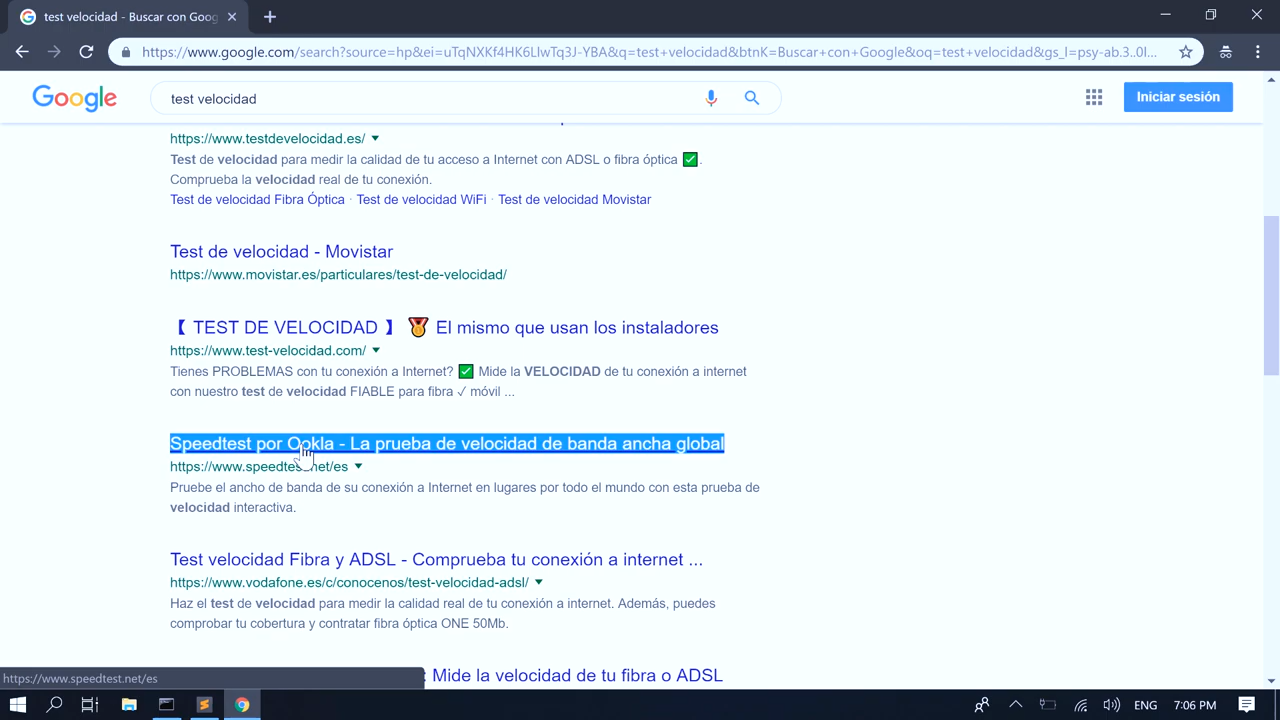 test velocidad - Buscar con Goog
https://www.google.com/search?source=hp&ei=uTqNXKf4HK6LlwTq3J-YBA&q=test+velocidad&btnK=Buscar+con+Google&oq=test+velocidad&gs_l=psy-ab.3..0l...
Google
test velocidad
Iniciar sesión
https://www.testdevelocidad.es/
Test de velocidad para medir la calidad de tu acceso a Internet con ADSL o fibra óptica ✅.
Comprueba la velocidad real de tu conexión.
Test de velocidad Fibra Óptica · Test de velocidad WiFi · Test de velocidad Movistar
Test de velocidad - Movistar
https://www.movistar.es/particulares/test-de-velocidad/
【 TEST DE VELOCIDAD 】 🏅 El mismo que usan los instaladores
https://www.test-velocidad.com/
Tienes PROBLEMAS con tu conexión a Internet? ✅ Mide la VELOCIDAD de tu conexión a internet
con nuestro test de velocidad FIABLE para fibra ✓ móvil ...
Speedtest por Ookla - La prueba de velocidad de banda ancha global
https://www.speedtest.net/es
Pruebe el ancho de banda de su conexión a Internet en lugares por todo el mundo con esta prueba de
velocidad interactiva.
Test velocidad Fibra y ADSL - Comprueba tu conexión a internet ...
https://www.vodafone.es/c/conocenos/test-velocidad-adsl/
Haz el test de velocidad para medir la calidad real de tu conexión a internet. Además, puedes
comprobar tu cobertura y contratar fibra óptica ONE 50Mb.
: Mide la velocidad de tu fibra o ADSL
https://www.speedtest.net/es
ENG
7:06 PM